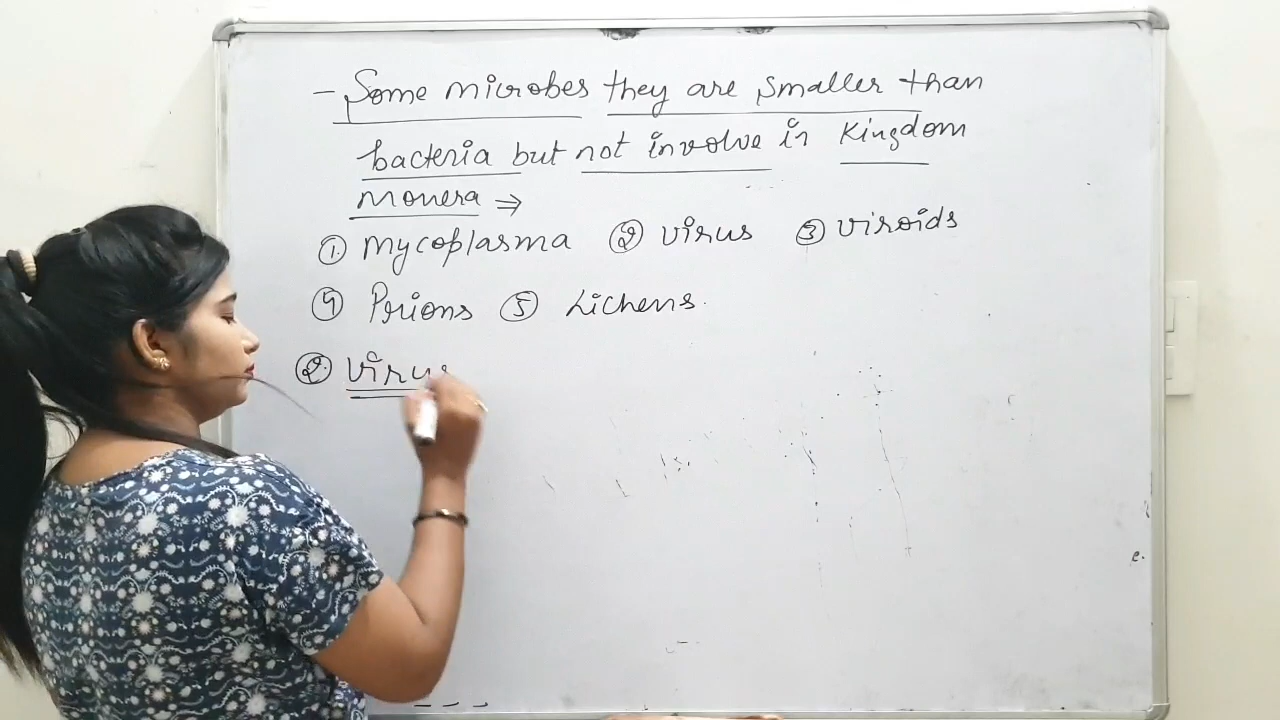 - Some microbes they are smaller than
bacteria but not involve in Kingdom
monera ⇒
① Mycoplasma ② virus ③ viroids
④ Prions ⑤ Lichens.
② Virus